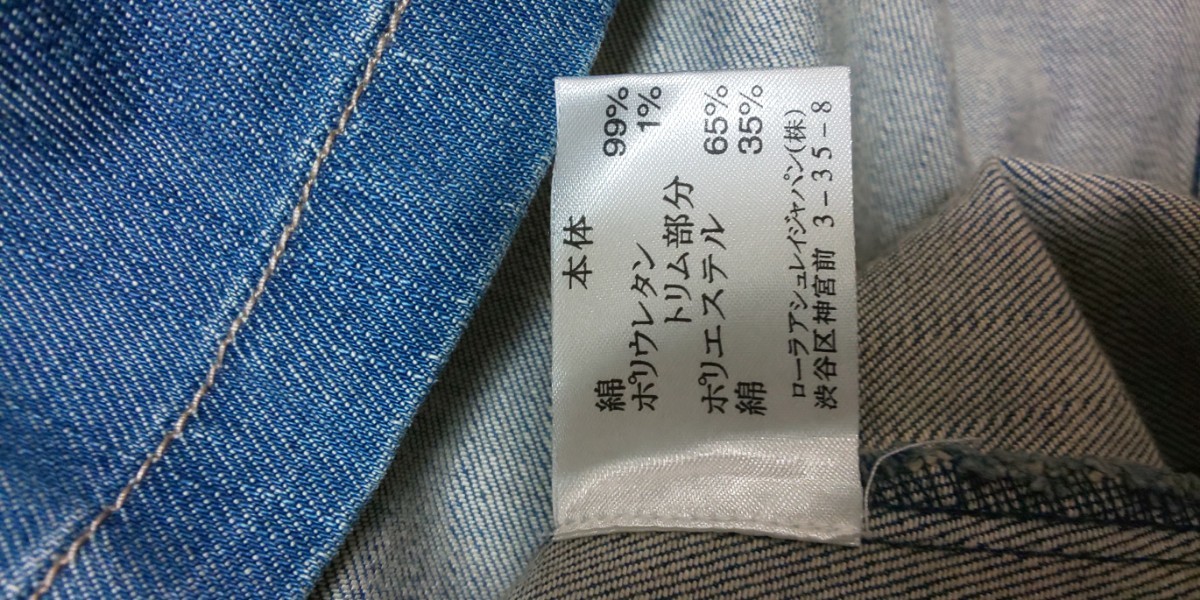 本体
綿 99%
ポリウレタン 1%
トリム部分
ポリエステル 65%
綿 35%
ローラアシュレイジャパン(株)
渋谷区神宮前 3-35-8